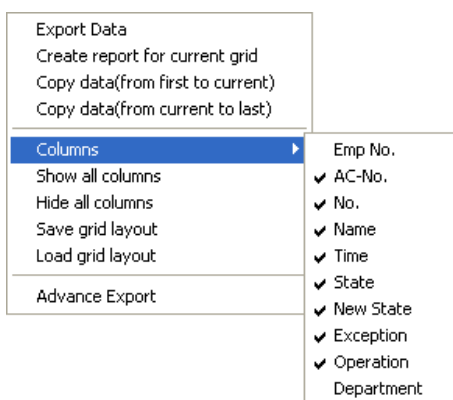 Export Data
Create report for current grid
Copy data(from first to current)
Copy data(from current to last)
Columns
Show all columns
Hide all columns
Save grid layout
Load grid layout
Advance Export
Emp No.
AC-No.
No.
Name
Time
State
New State
Exception
Operation
Department